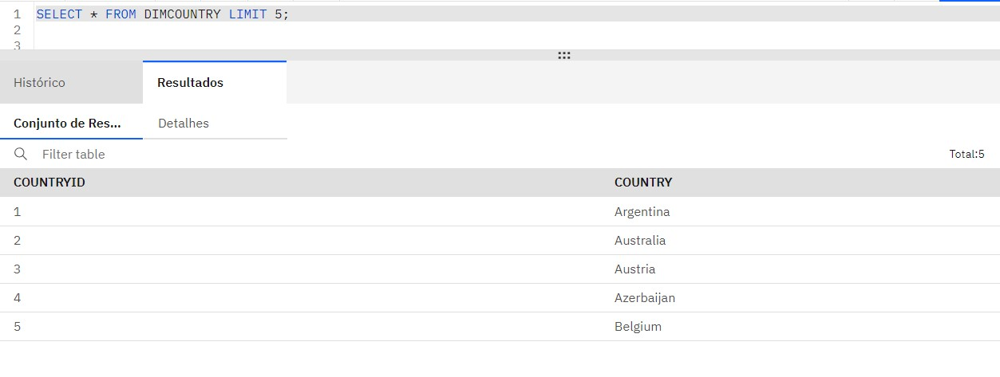 1 SELECT * FROM DIMCOUNTRY LIMIT 5;
2
3
Histórico Resultados
Conjunto de Res... Detalhes
Filter table Total:5
COUNTRYID COUNTRY
1 Argentina
2 Australia
3 Austria
4 Azerbaijan
5 Belgium